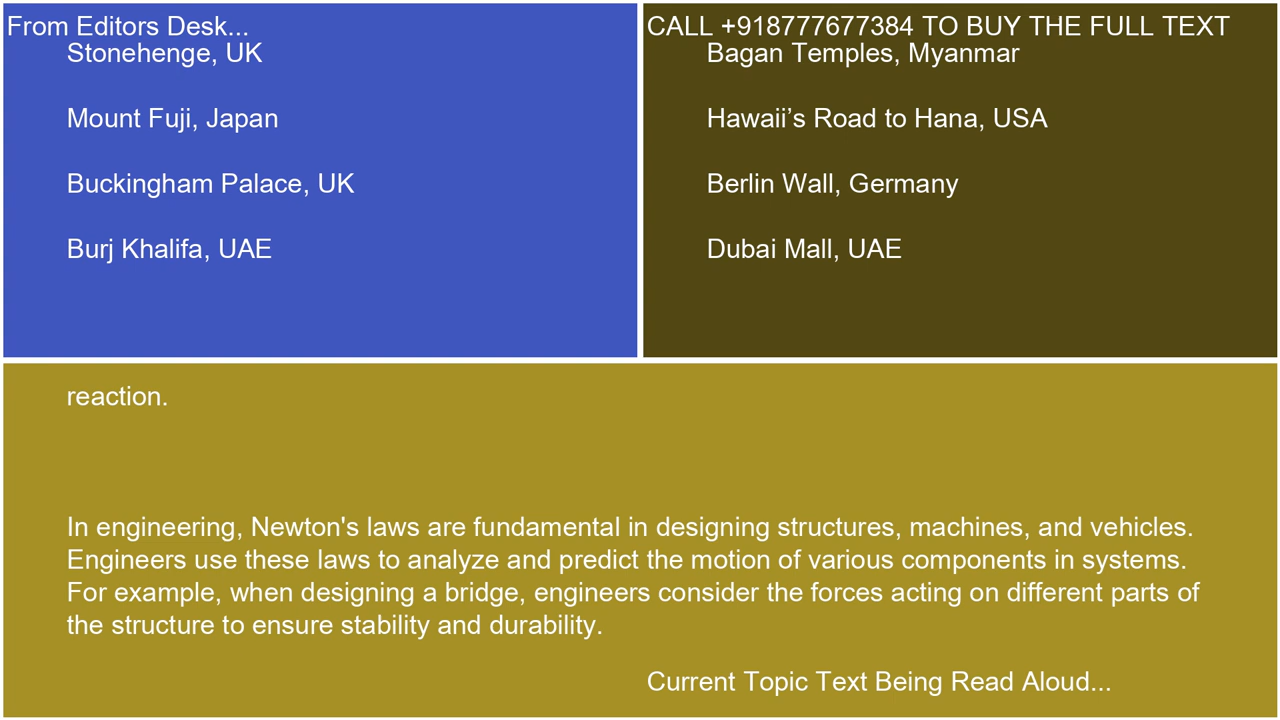 From Editors Desk...
Stonehenge, UK
Mount Fuji, Japan
Buckingham Palace, UK
Burj Khalifa, UAE
CALL +918777677384 TO BUY THE FULL TEXT
Bagan Temples, Myanmar
Hawaii’s Road to Hana, USA
Berlin Wall, Germany
Dubai Mall, UAE
reaction.
In engineering, Newton's laws are fundamental in designing structures, machines, and vehicles.
Engineers use these laws to analyze and predict the motion of various components in systems.
For example, when designing a bridge, engineers consider the forces acting on different parts of
the structure to ensure stability and durability.
Current Topic Text Being Read Aloud...